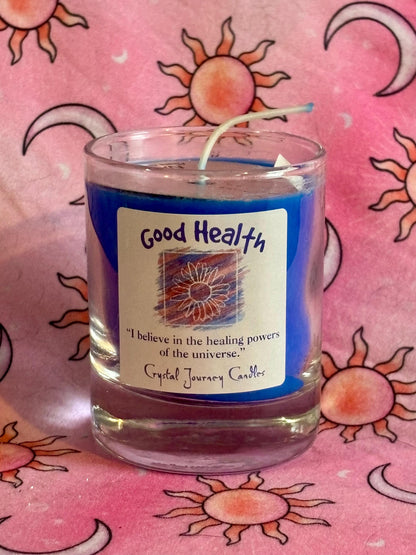 Good Health
“I believe in the healing powers
of the universe.”
Crystal Journey Candles